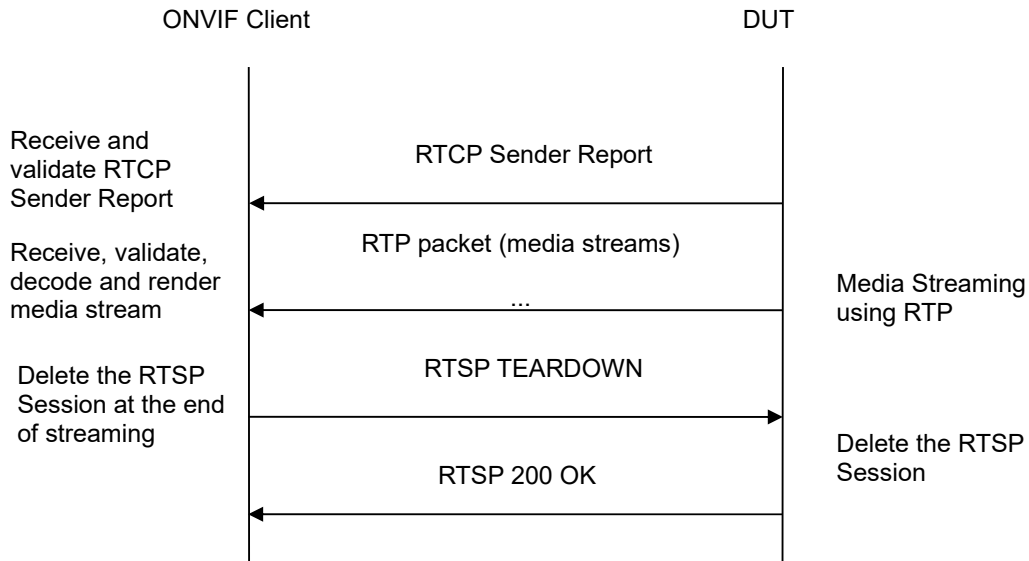 ONVIF Client
DUT
Receive and
validate RTCP
Sender Report
RTCP Sender Report
Receive, validate,
decode and render
media stream
RTP packet (media streams)
...
Media Streaming
using RTP
Delete the RTSP
Session at the end
of streaming
RTSP TEARDOWN
Delete the RTSP
Session
RTSP 200 OK